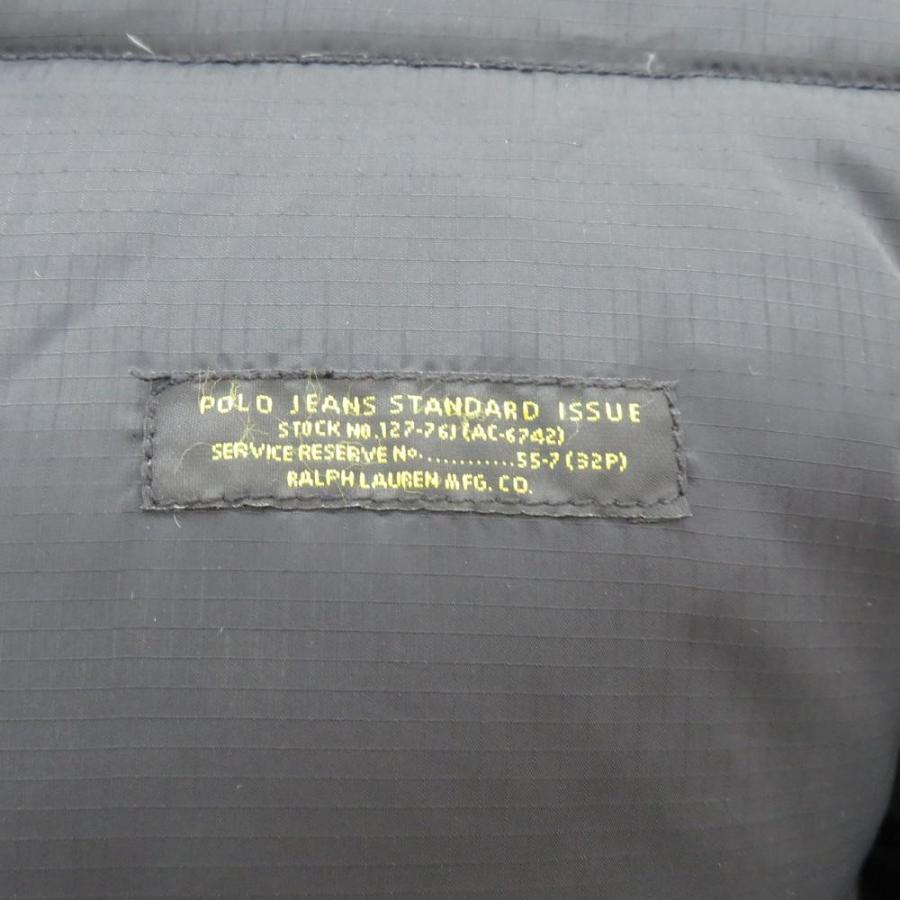 POLO JEANS STANDARD ISSUE
STOCK NO.127-76J(AC-6742)
SERVICE RESERVE No............55-7(32P)
RALPH LAUREN MFG. CO.